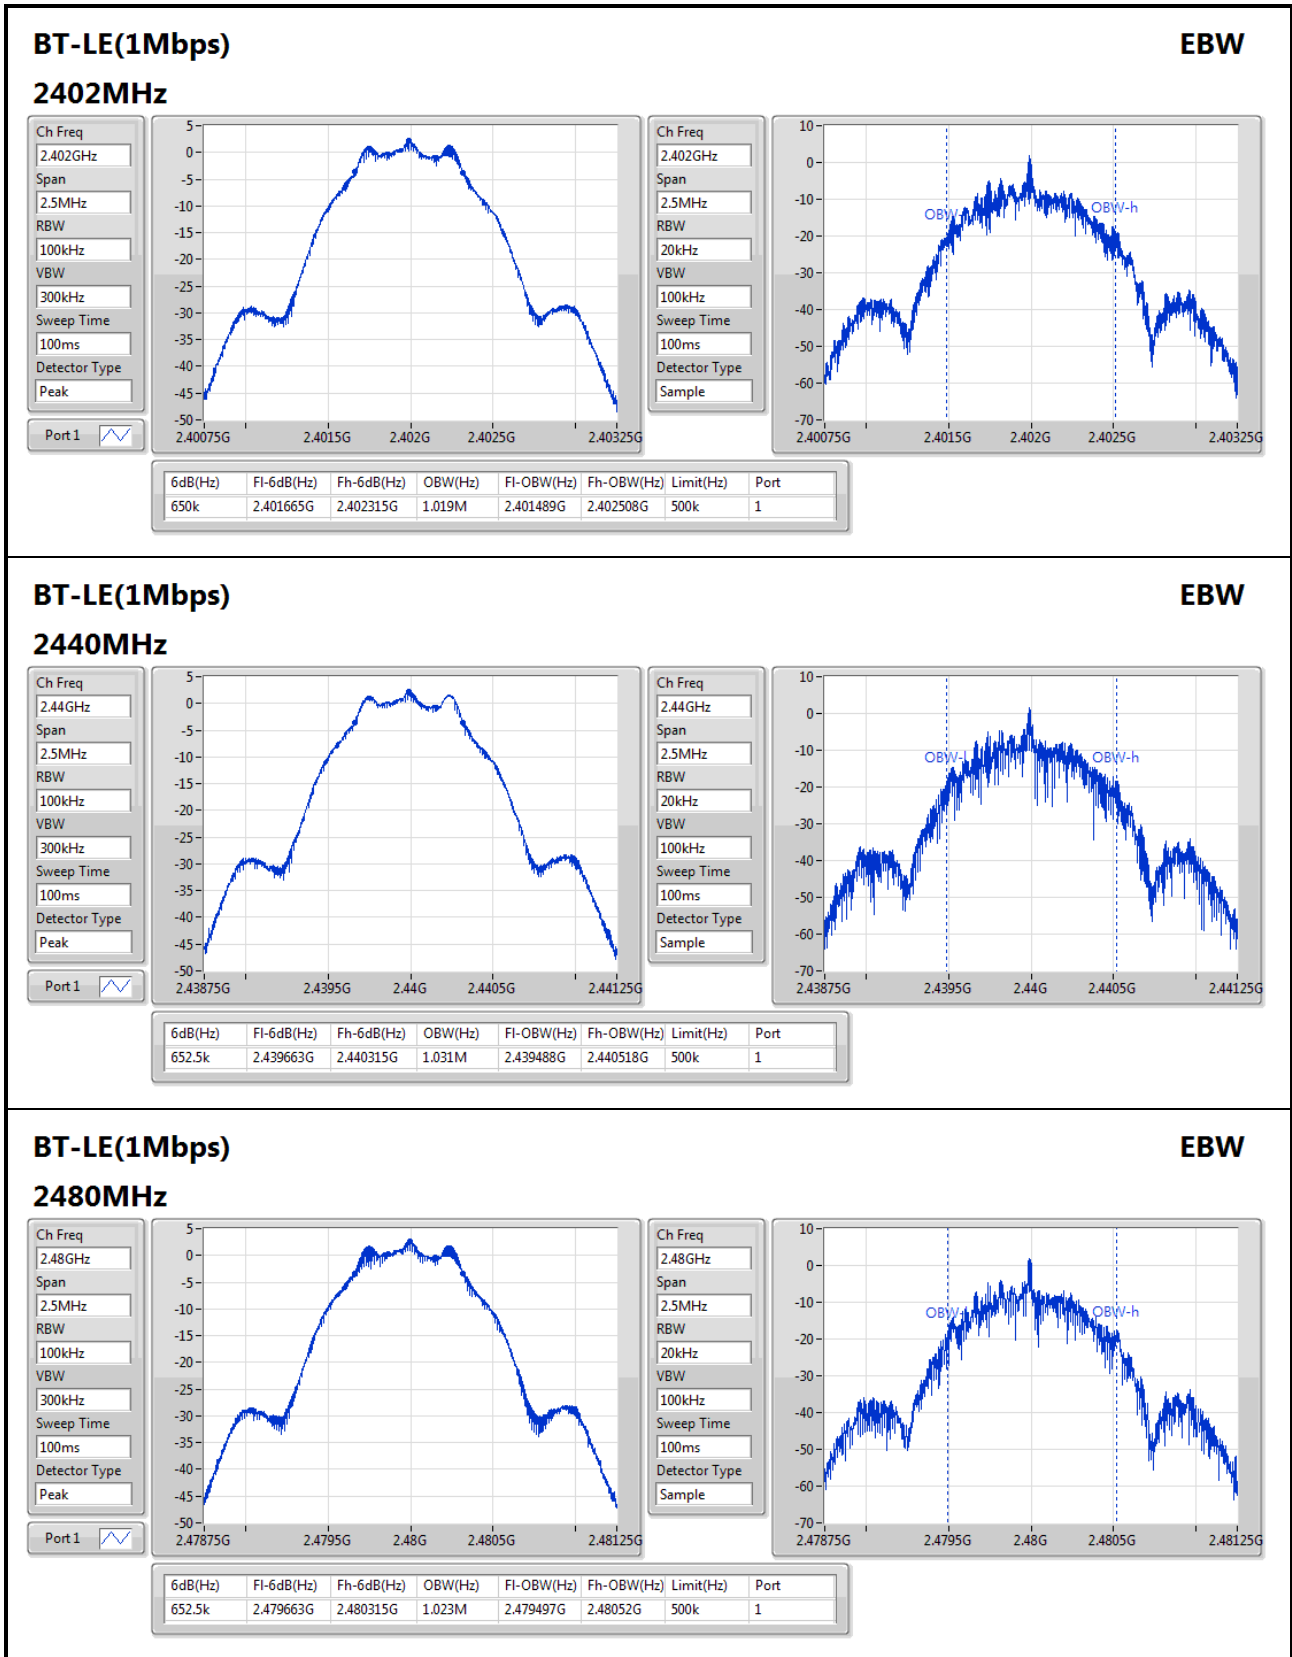 BT-LE(1Mbps) EBW
2402MHz
Ch Freq
2.402GHz
Span
2.5MHz
RBW
100kHz
VBW
300kHz
Sweep Time
100ms
Detector Type
Peak
Port 1
5
0
-5
-10
-15
-20
-25
-30
-35
-40
-45
-50
2.40075G 2.4015G 2.402G 2.4025G 2.40325G
Ch Freq
2.402GHz
Span
2.5MHz
RBW
20kHz
VBW
100kHz
Sweep Time
100ms
Detector Type
Sample
10
0
-10
-20
-30
-40
-50
-60
-70
OBW-l OBW-h
2.40075G 2.4015G 2.402G 2.4025G 2.40325G
6dB(Hz) Fl-6dB(Hz) Fh-6dB(Hz) OBW(Hz) Fl-OBW(Hz) Fh-OBW(Hz) Limit(Hz) Port
650k 2.401665G 2.402315G 1.019M 2.401489G 2.402508G 500k 1
BT-LE(1Mbps) EBW
2440MHz
Ch Freq
2.44GHz
Span
2.5MHz
RBW
100kHz
VBW
300kHz
Sweep Time
100ms
Detector Type
Peak
Port 1
5
0
-5
-10
-15
-20
-25
-30
-35
-40
-45
-50
2.43875G 2.4395G 2.44G 2.4405G 2.44125G
Ch Freq
2.44GHz
Span
2.5MHz
RBW
20kHz
VBW
100kHz
Sweep Time
100ms
Detector Type
Sample
10
0
-10
-20
-30
-40
-50
-60
-70
OBW-l OBW-h
2.43875G 2.4395G 2.44G 2.4405G 2.44125G
6dB(Hz) Fl-6dB(Hz) Fh-6dB(Hz) OBW(Hz) Fl-OBW(Hz) Fh-OBW(Hz) Limit(Hz) Port
652.5k 2.439663G 2.440315G 1.031M 2.439488G 2.440518G 500k 1
BT-LE(1Mbps) EBW
2480MHz
Ch Freq
2.48GHz
Span
2.5MHz
RBW
100kHz
VBW
300kHz
Sweep Time
100ms
Detector Type
Peak
Port 1
5
0
-5
-10
-15
-20
-25
-30
-35
-40
-45
-50
2.47875G 2.4795G 2.48G 2.4805G 2.48125G
Ch Freq
2.48GHz
Span
2.5MHz
RBW
20kHz
VBW
100kHz
Sweep Time
100ms
Detector Type
Sample
10
0
-10
-20
-30
-40
-50
-60
-70
OBW-l OBW-h
2.47875G 2.4795G 2.48G 2.4805G 2.48125G
6dB(Hz) Fl-6dB(Hz) Fh-6dB(Hz) OBW(Hz) Fl-OBW(Hz) Fh-OBW(Hz) Limit(Hz) Port
652.5k 2.479663G 2.480315G 1.023M 2.479497G 2.48052G 500k 1